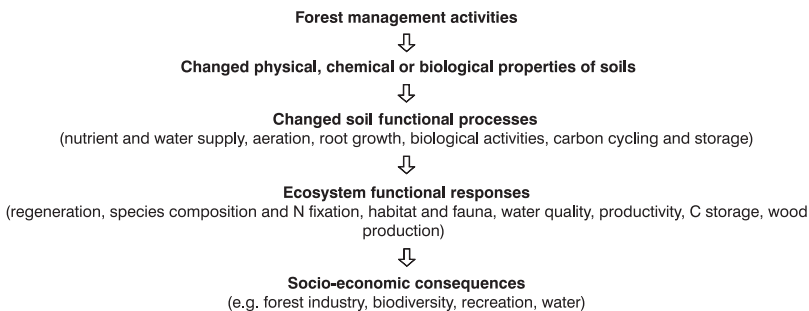 Forest management activities
Changed physical, chemical or biological properties of soils
Changed soil functional processes
(nutrient and water supply, aeration, root growth, biological activities, carbon cycling and storage)
Ecosystem functional responses
(regeneration, species composition and N fixation, habitat and fauna, water quality, productivity, C storage, wood
production)
Socio-economic consequences
(e.g. forest industry, biodiversity, recreation, water)